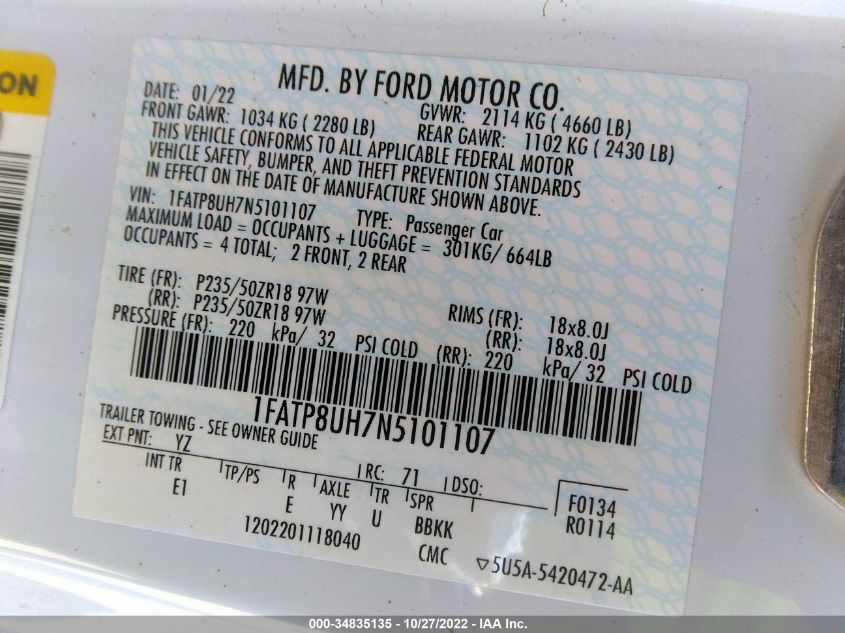 ON
MFD. BY FORD MOTOR CO.
DATE: 01/22 GVWR: 2114 KG ( 4660 LB)
FRONT GAWR: 1034 KG ( 2280 LB) REAR GAWR: 1102 KG ( 2430 LB)
THIS VEHICLE CONFORMS TO ALL APPLICABLE FEDERAL MOTOR
VEHICLE SAFETY, BUMPER, AND THEFT PREVENTION STANDARDS
IN EFFECT ON THE DATE OF MANUFACTURE SHOWN ABOVE.
VIN: 1FATP8UH7N5101107 TYPE: Passenger Car
MAXIMUM LOAD = OCCUPANTS + LUGGAGE = 301KG/ 664LB
OCCUPANTS = 4 TOTAL; 2 FRONT, 2 REAR
TIRE (FR): P235/50ZR18 97W RIMS (FR): 18x8.0J
(RR): P235/50ZR18 97W (RR): 18x8.0J
PRESSURE (FR): 220 kPa/ 32 PSI COLD (RR): 220 kPa/ 32 PSI COLD
1FATP8UH7N5101107
TRAILER TOWING - SEE OWNER GUIDE
EXT PNT: YZ RC: 71 DSO:
INT TR TP/PS R AXLE TR SPR F0134
E1 E YY U BBKK R0114
1202201118040 CMC ▽5U5A-5420472-AA
000-34835135 - 10/27/2022 - IAA Inc.